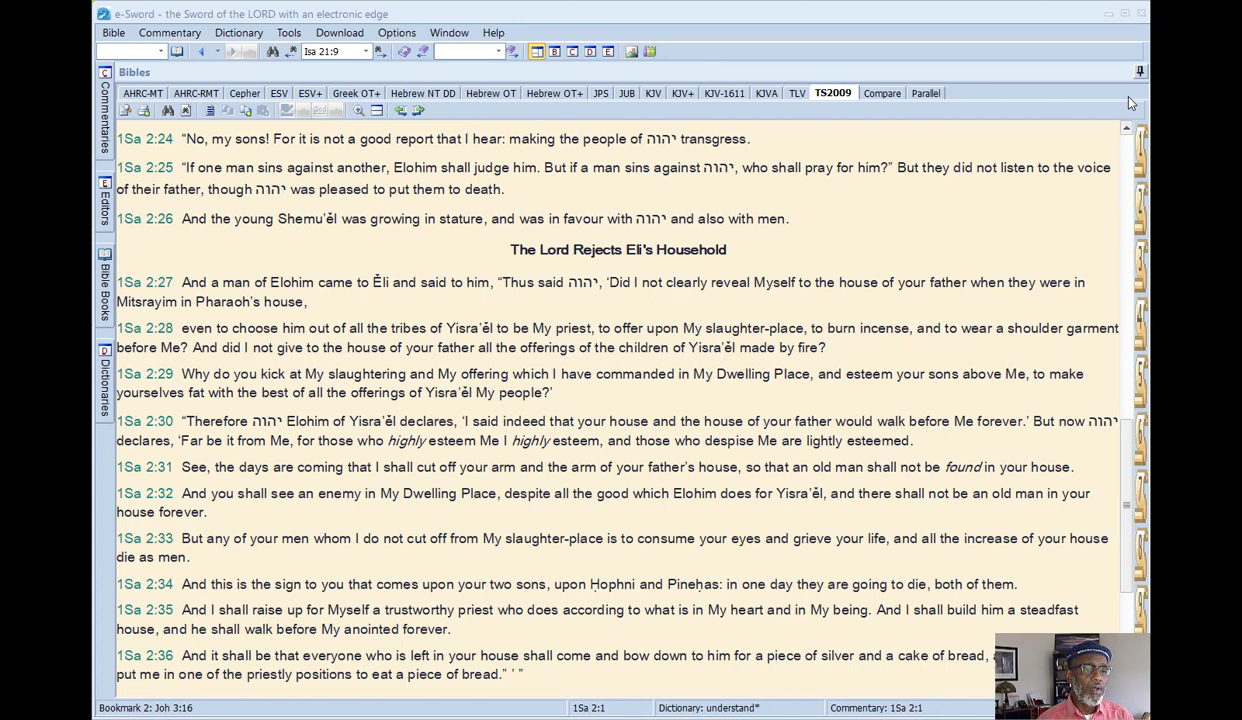 e-Sword - the Sword of the LORD with an electronic edge
Bible Commentary Dictionary Tools Download Options Window Help
Isa 21:9 B C D E
Bibles
AHRC-MT AHRC-RMT Cepher ESV ESV+ Greek OT+ Hebrew NT DD Hebrew OT Hebrew OT+ JPS JUB KJV KJV+ KJV-1611 KJVA TLV TS2009 Compare Parallel
C Commentaries
E Editors
Bible Books
D Dictionaries
1Sa 2:24 “No, my sons! For it is not a good report that I hear: making the people of יהוה transgress.
1Sa 2:25 “If one man sins against another, Elohim shall judge him. But if a man sins against יהוה, who shall pray for him?” But they did not listen to the voice
of their father, though יהוה was pleased to put them to death.
1Sa 2:26 And the young Shemu’ěl was growing in stature, and was in favour with יהוה and also with men.
The Lord Rejects Eli's Household
1Sa 2:27 And a man of Elohim came to Ěli and said to him, “Thus said יהוה, ‘Did I not clearly reveal Myself to the house of your father when they were in
Mitsrayim in Pharaoh’s house,
1Sa 2:28 even to choose him out of all the tribes of Yisra’ěl to be My priest, to offer upon My slaughter-place, to burn incense, and to wear a shoulder garment
before Me? And did I not give to the house of your father all the offerings of the children of Yisra’ěl made by fire?
1Sa 2:29 Why do you kick at My slaughtering and My offering which I have commanded in My Dwelling Place, and esteem your sons above Me, to make
yourselves fat with the best of all the offerings of Yisra’ěl My people?’
1Sa 2:30 “Therefore יהוה Elohim of Yisra’ěl declares, ‘I said indeed that your house and the house of your father would walk before Me forever.’ But now יהוה
declares, ‘Far be it from Me, for those who highly esteem Me I highly esteem, and those who despise Me are lightly esteemed.
1Sa 2:31 See, the days are coming that I shall cut off your arm and the arm of your father’s house, so that an old man shall not be found in your house.
1Sa 2:32 And you shall see an enemy in My Dwelling Place, despite all the good which Elohim does for Yisra’ěl, and there shall not be an old man in your
house forever.
1Sa 2:33 But any of your men whom I do not cut off from My slaughter-place is to consume your eyes and grieve your life, and all the increase of your house
die as men.
1Sa 2:34 And this is the sign to you that comes upon your two sons, upon Ḥophni and Pineḥas: in one day they are going to die, both of them.
1Sa 2:35 And I shall raise up for Myself a trustworthy priest who does according to what is in My heart and in My being. And I shall build him a steadfast
house, and he shall walk before My anointed forever.
1Sa 2:36 And it shall be that everyone who is left in your house shall come and bow down to him for a piece of silver and a cake of bread,
put me in one of the priestly positions to eat a piece of bread.” ’ ”
1
2
3
4
5
6
7
8
9
Bookmark 2: Joh 3:16 1Sa 2:1 Dictionary: understand* Commentary: 1Sa 2:1